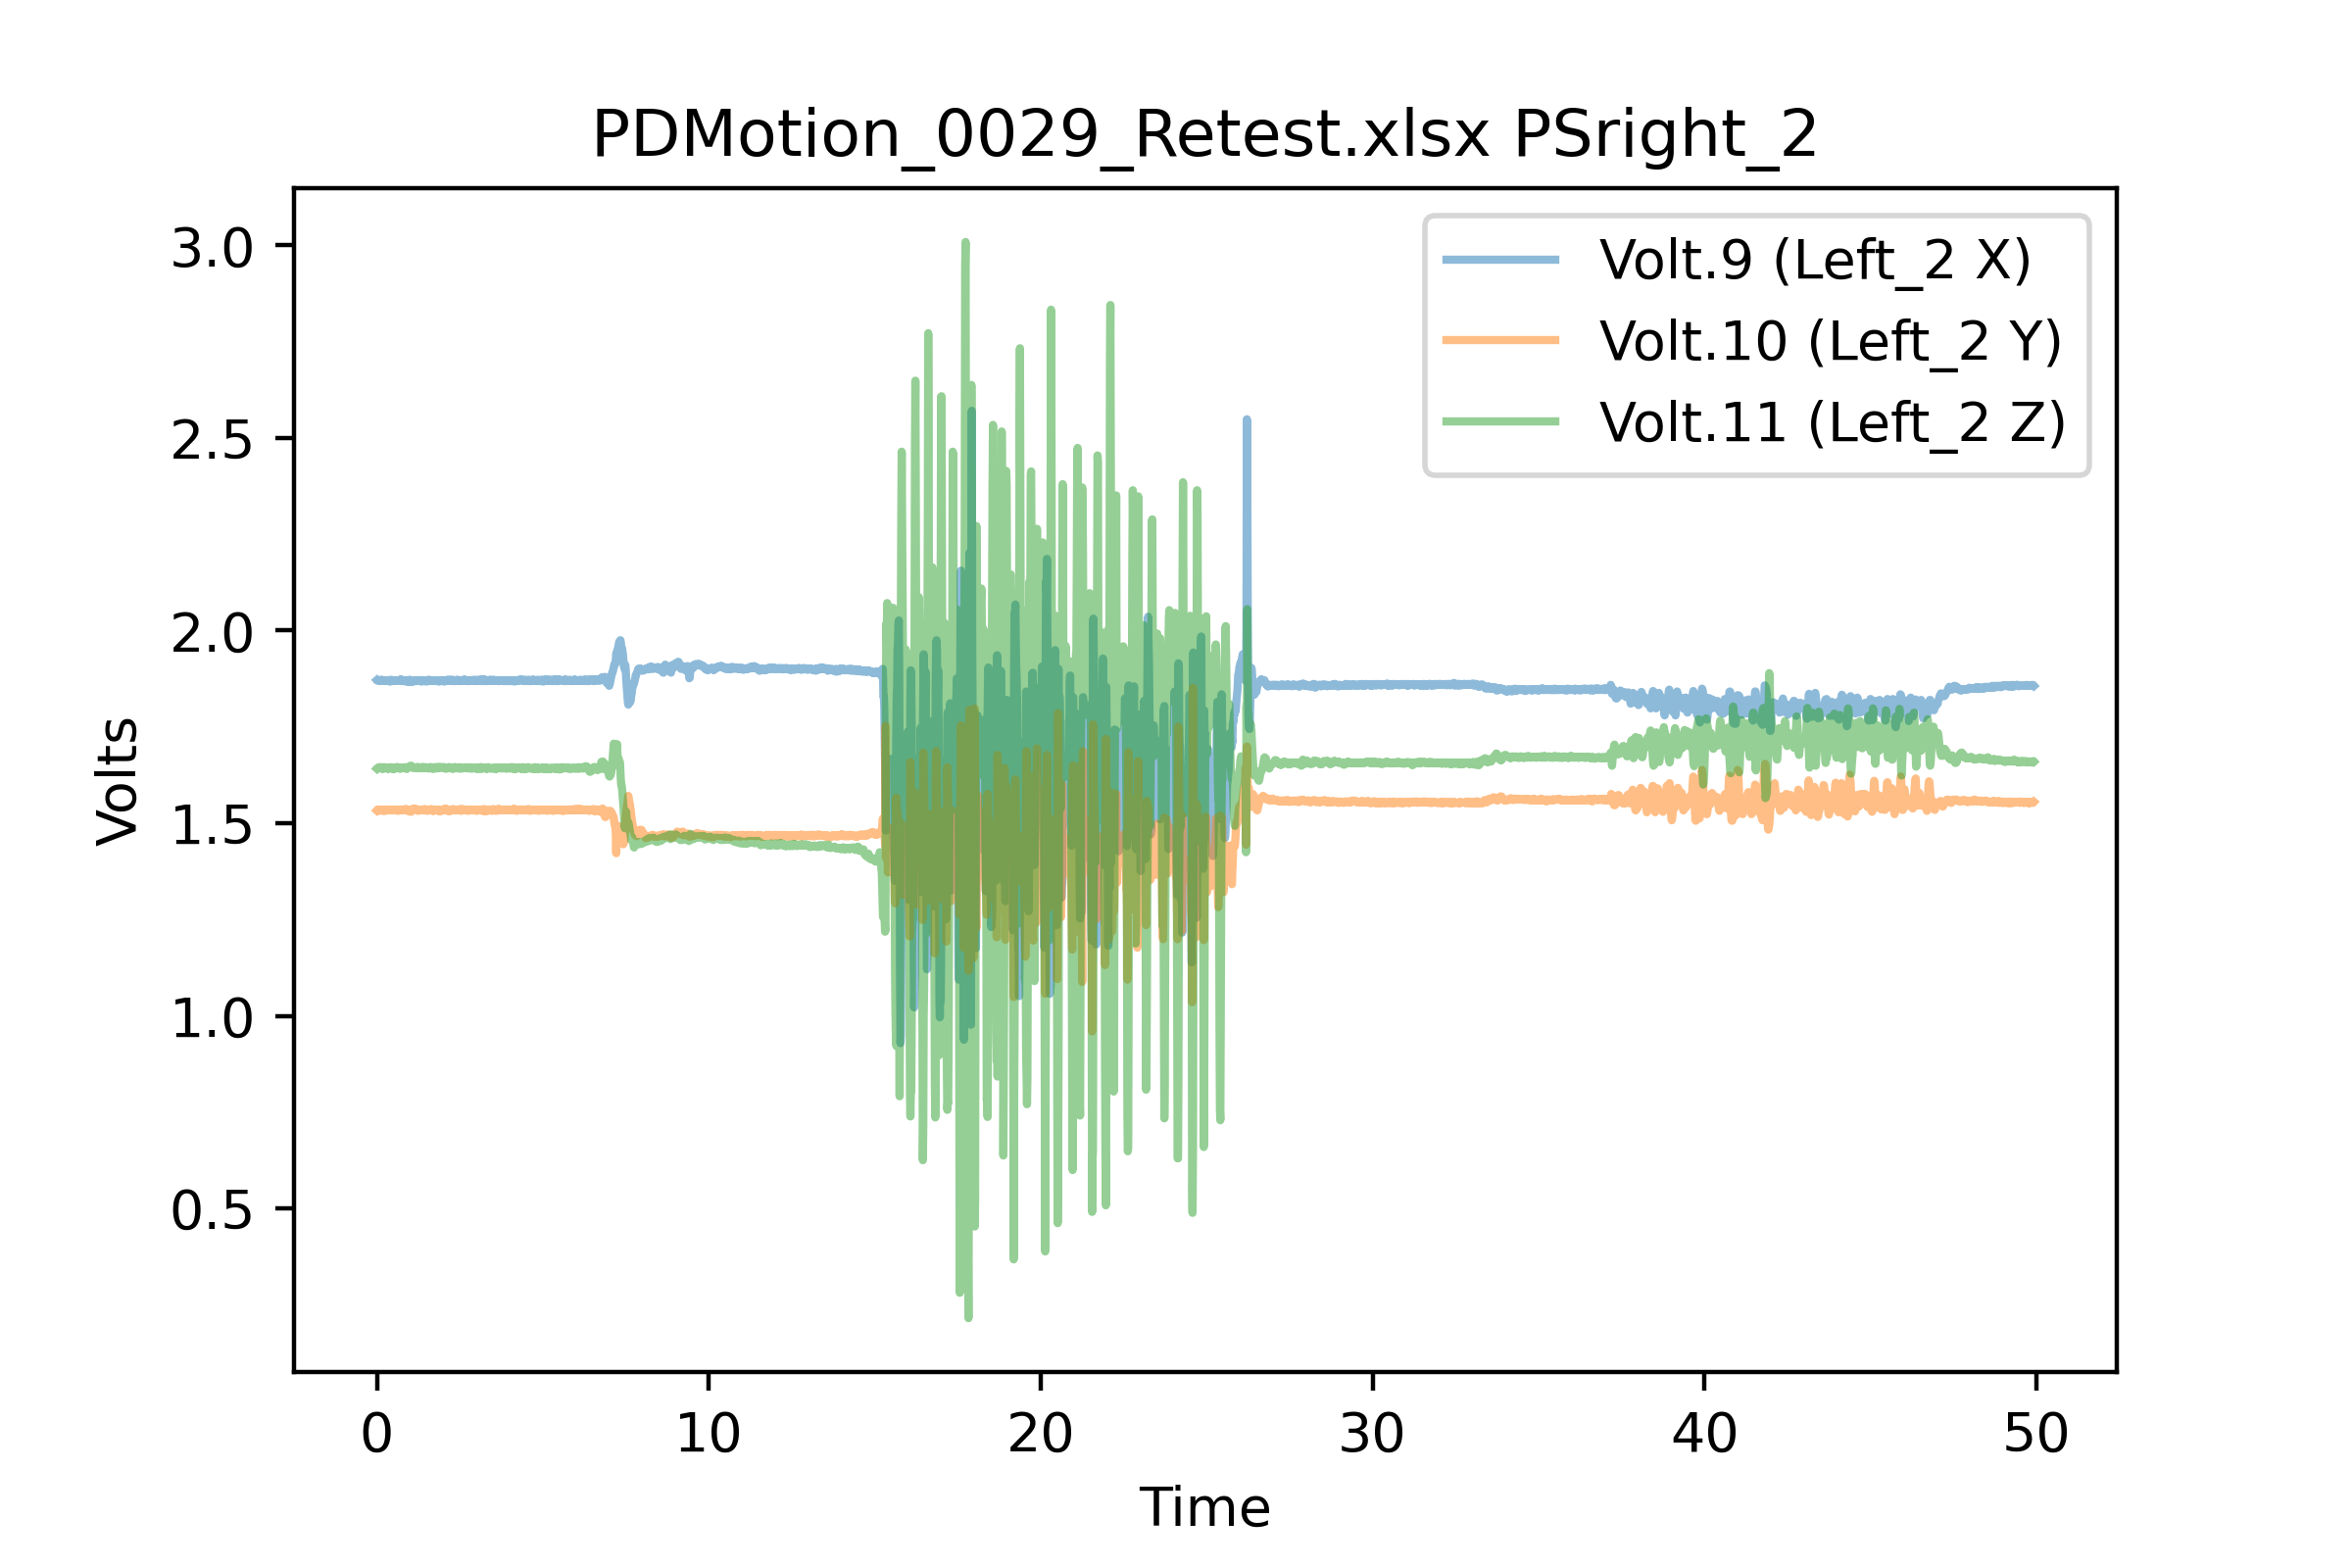 PDMotion_0029_Retest.xlsx PSright_2
Volt.9 (Left_2 X)
Volt.10 (Left_2 Y)
Volt.11 (Left_2 Z)
3.0
2.5
2.0
1.5
1.0
0.5
Volts
0 10 20 30 40 50
Time